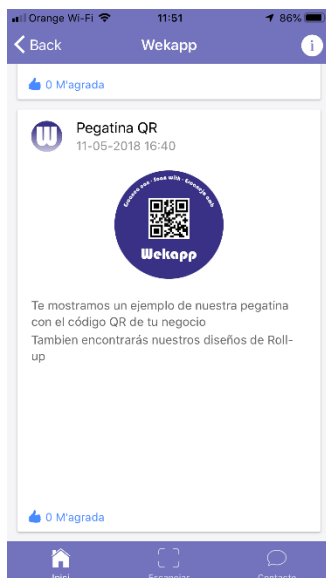 Orange Wi-Fi 11:51 86%
Back Wekapp
0 M'agrada
Pegatina QR
11-05-2018 16:40
Wekapp
Te mostramos un ejemplo de nuestra pegatina
con el código QR de tu negocio
Tambien encontrarás nuestros diseños de Roll-
up
0 M'agrada
Inici Escanejar Contacte